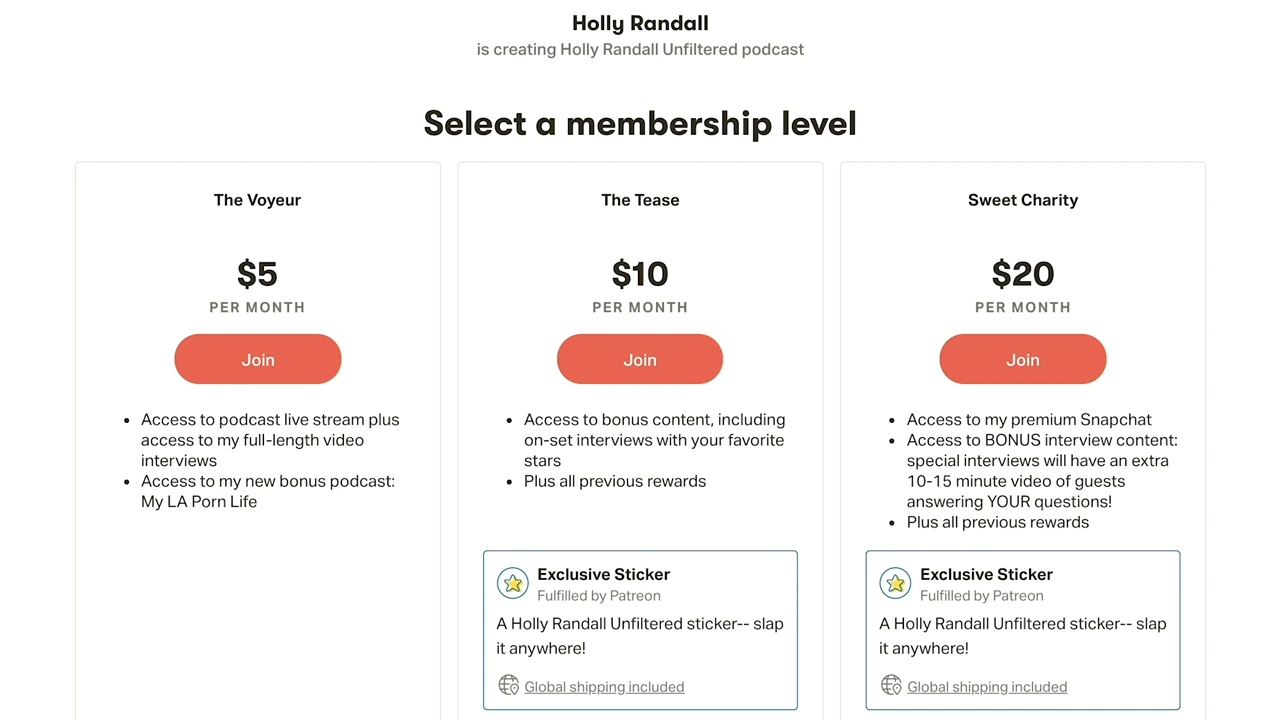 Holly Randall
is creating Holly Randall Unfiltered podcast
Select a membership level
The Voyeur
$5
PER MONTH
Join
• Access to podcast live stream plus
access to my full-length video
interviews
• Access to my new bonus podcast:
My LA Porn Life
The Tease
$10
PER MONTH
Join
• Access to bonus content, including
on-set interviews with your favorite
stars
• Plus all previous rewards
Exclusive Sticker
Fulfilled by Patreon
A Holly Randall Unfiltered sticker-- slap
it anywhere!
Global shipping included
Sweet Charity
$20
PER MONTH
Join
• Access to my premium Snapchat
• Access to BONUS interview content:
special interviews will have an extra
10-15 minute video of guests
answering YOUR questions!
• Plus all previous rewards
Exclusive Sticker
Fulfilled by Patreon
A Holly Randall Unfiltered sticker-- slap
it anywhere!
Global shipping included